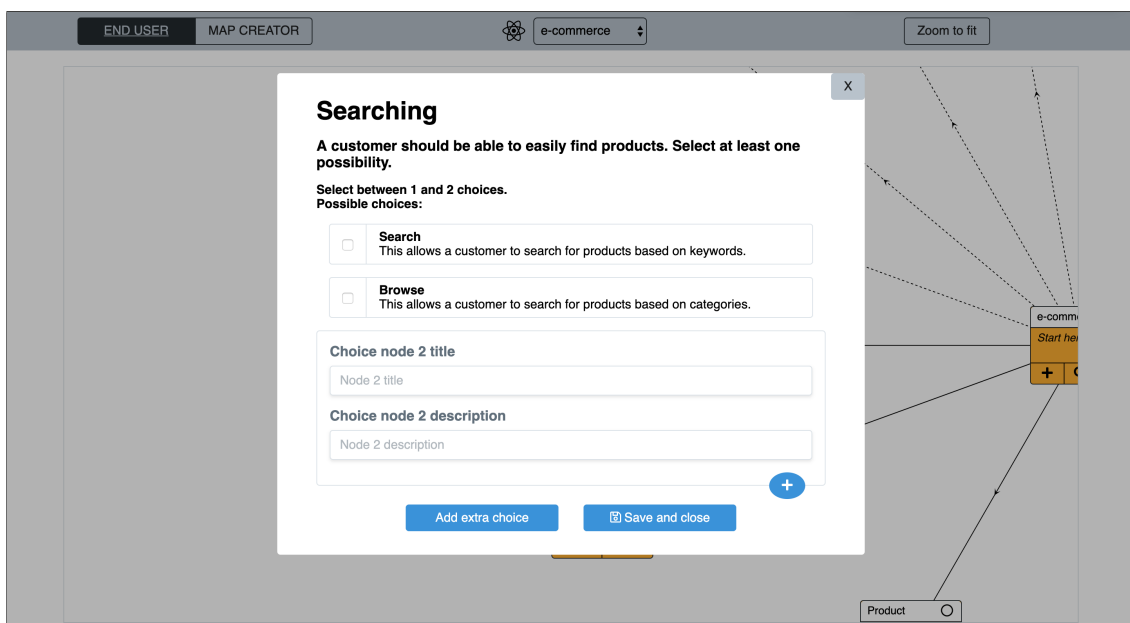 END USER
MAP CREATOR
e-commerce
Zoom to fit
X
Searching
A customer should be able to easily find products. Select at least one
possibility.
Select between 1 and 2 choices.
Possible choices:
Search
This allows a customer to search for products based on keywords.
Browse
This allows a customer to search for products based on categories.
Choice node 2 title
Node 2 title
Choice node 2 description
Node 2 description
+
Add extra choice
Save and close
Start
+
Product